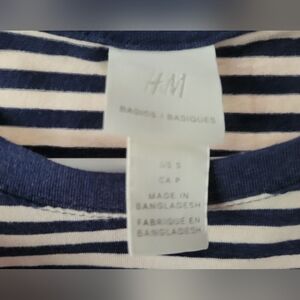 H&M
BASICS / BASIQUES
US S
CA P
MADE IN
BANGLADESH
FABRIQUÉ EN
BANGLADESH